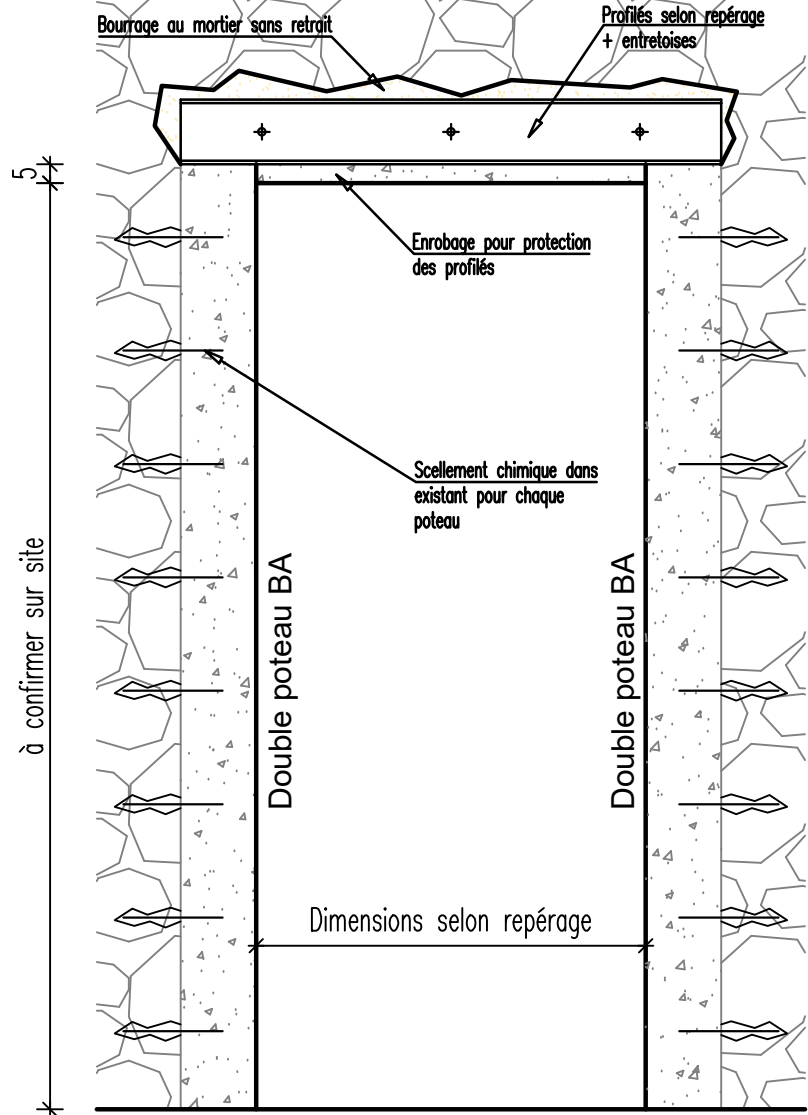 Bourrage au mortier sans retrait
Profilés selon repérage
+ entretoises
5
Enrobage pour protection
des profilés
Scellement chimique dans
existant pour chaque
poteau
à confirmer sur site
Double poteau BA
Double poteau BA
Dimensions selon repérage